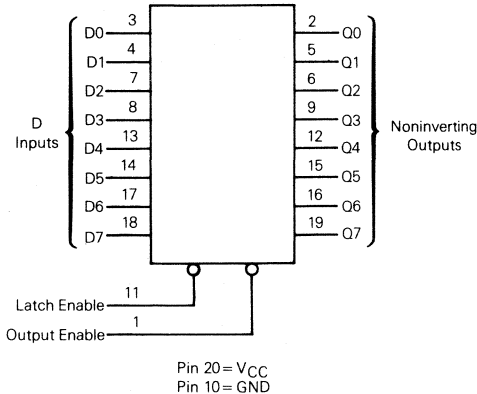 D0 3 2 Q0
D1 4 5 Q1
D2 7 6 Q2
D3 8 9 Q3
D4 13 12 Q4
D5 14 15 Q5
D6 17 16 Q6
D7 18 19 Q7
D
Inputs
Noninverting
Outputs
Latch Enable 11
Output Enable 1
Pin 20 = VCC
Pin 10 = GND